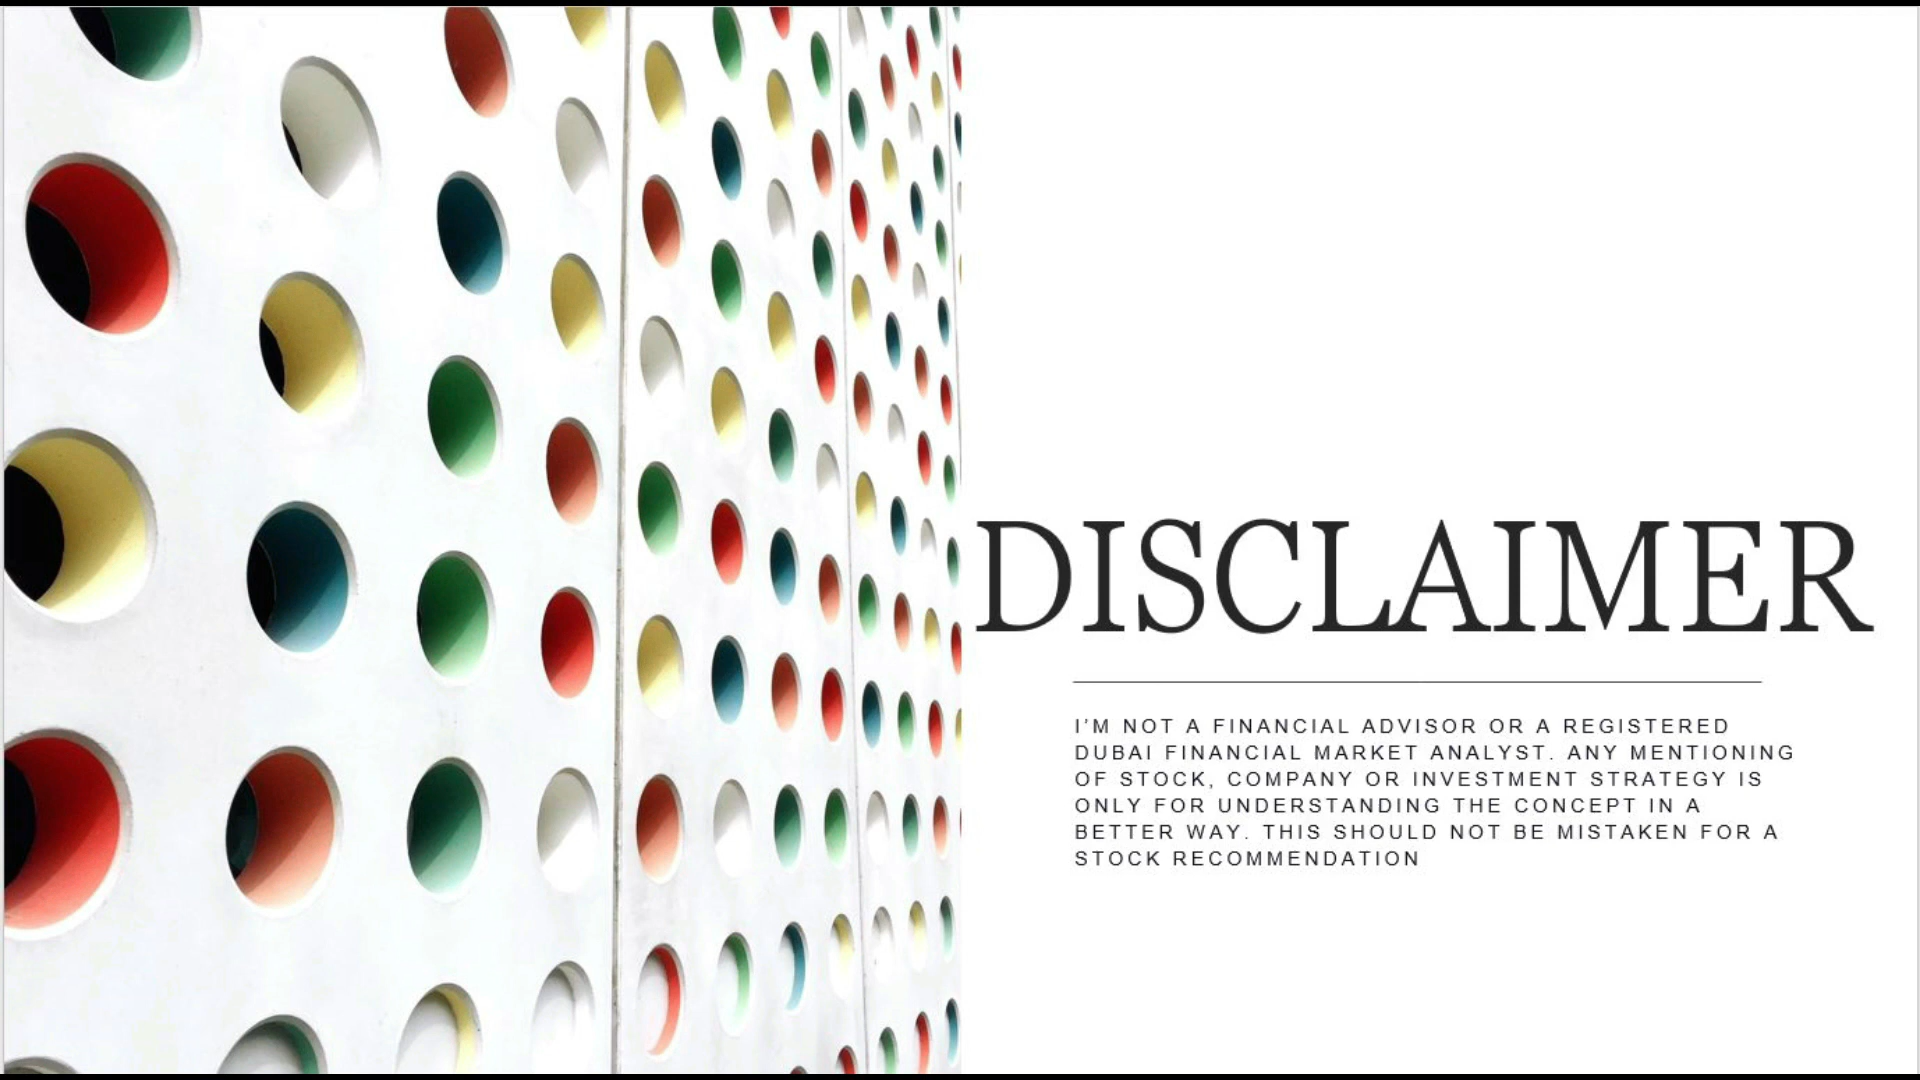 DISCLAIMER
I'M NOT A FINANCIAL ADVISOR OR A REGISTERED
DUBAI FINANCIAL MARKET ANALYST. ANY MENTIONING
OF STOCK, COMPANY OR INVESTMENT STRATEGY IS
ONLY FOR UNDERSTANDING THE CONCEPT IN A
BETTER WAY. THIS SHOULD NOT BE MISTAKEN FOR A
STOCK RECOMMENDATION